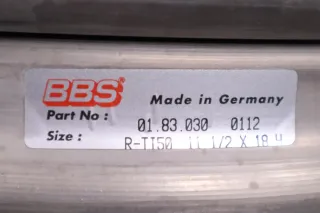 BBS
Made in Germany
Part No : 01.83.030 0112
Size : R-TI50 11 1/2 X 18 H